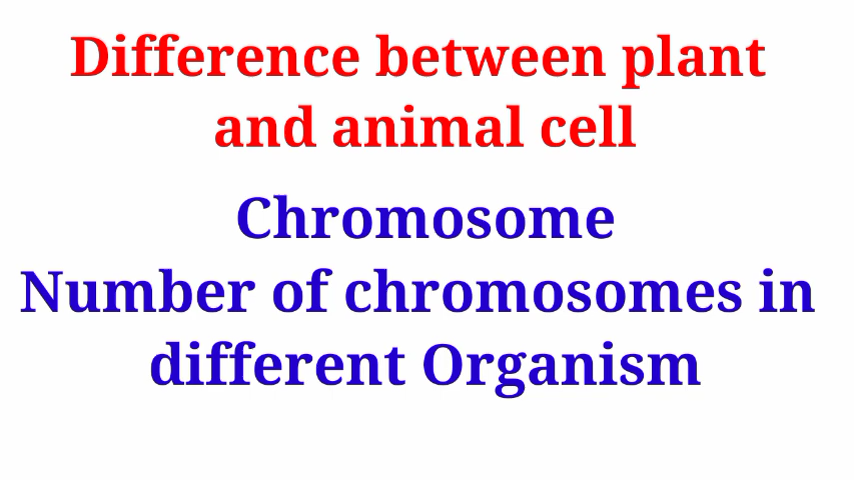 Difference between plant
and animal cell
Chromosome
Number of chromosomes in
different Organism